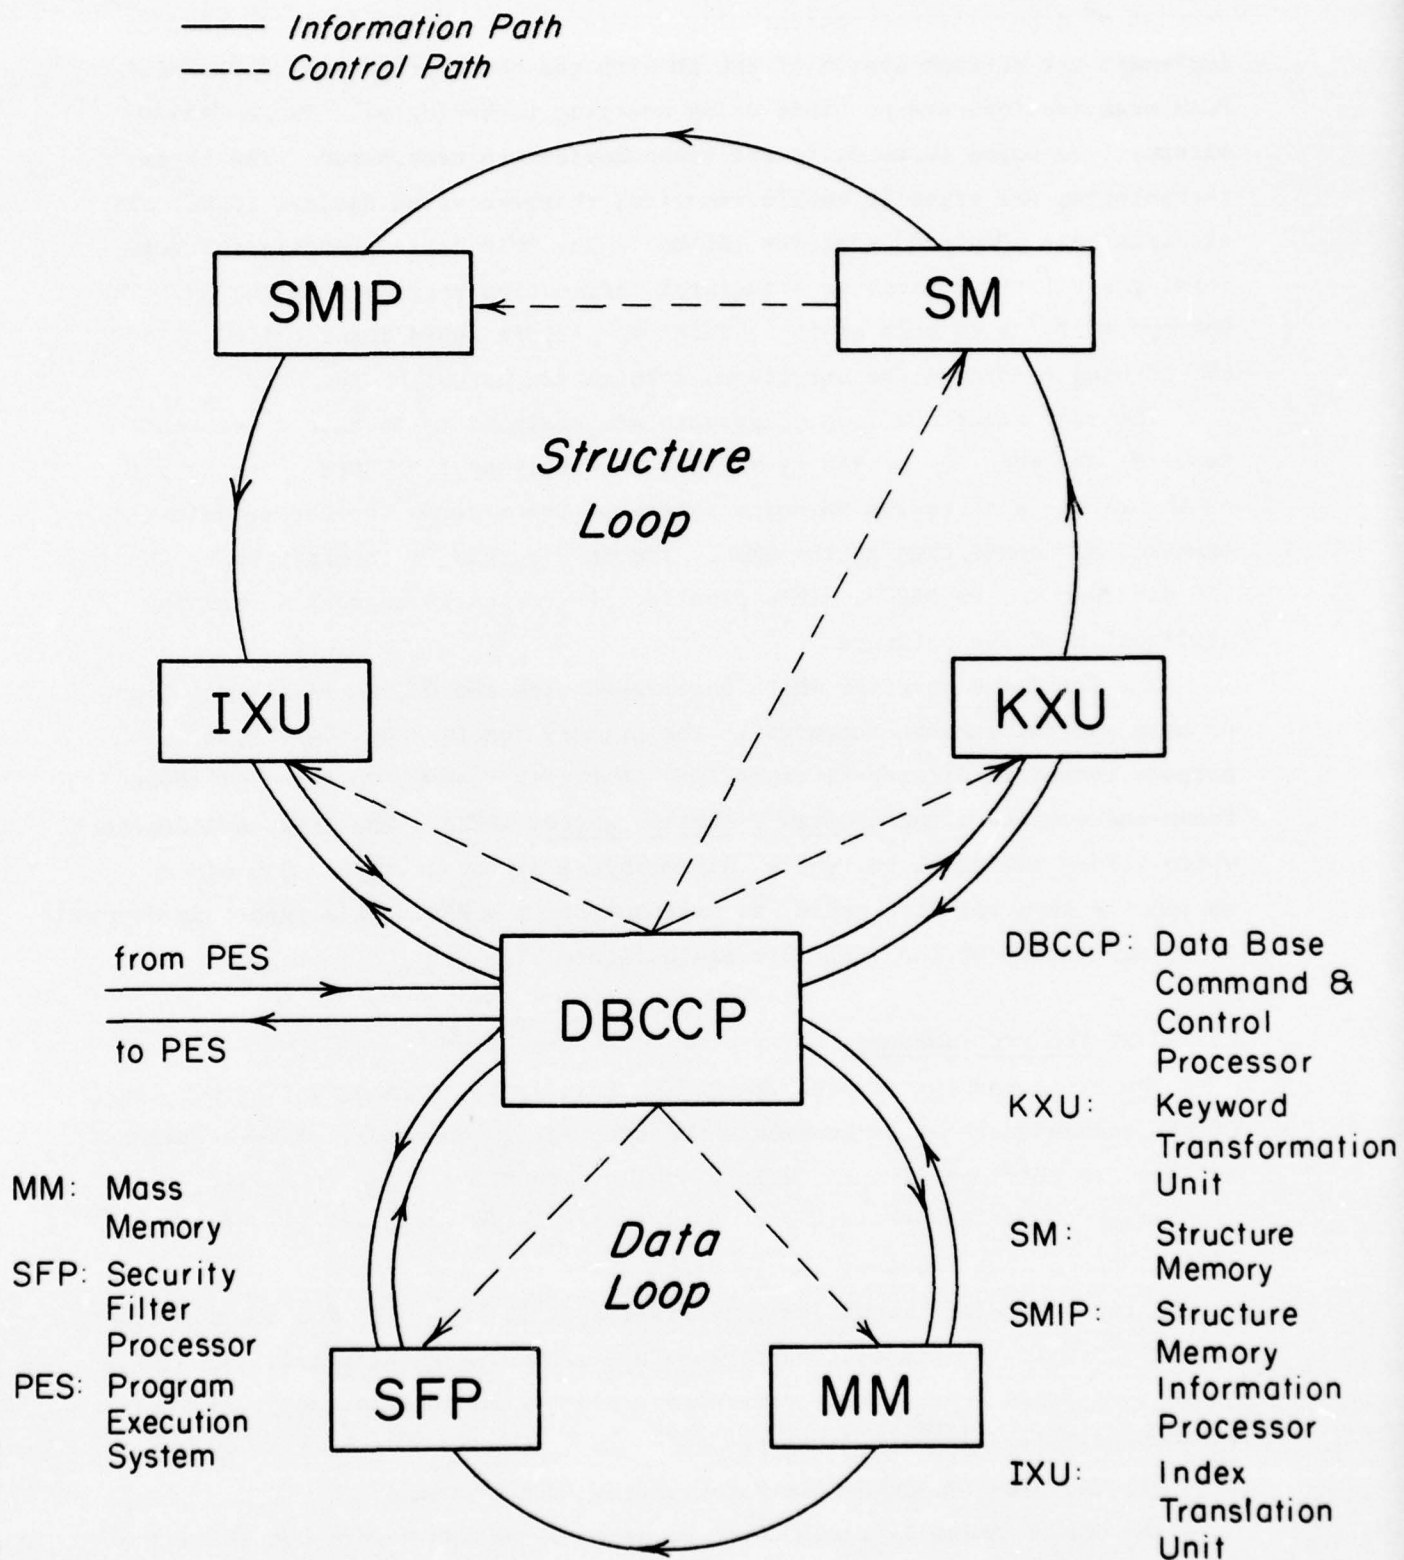 Information Path
Control Path
SMIP
SM
Structure
Loop
IXU
KXU
from PES
to PES
DBCCP
DBCCP: Data Base
Command &
Control
Processor
KXU: Keyword
Transformation
Unit
SM: Structure
Memory
SMIP: Structure
Memory
Information
Processor
IXU: Index
Translation
Unit
MM: Mass
Memory
SFP: Security
Filter
Processor
PES: Program
Execution
System
Data
Loop
SFP
MM